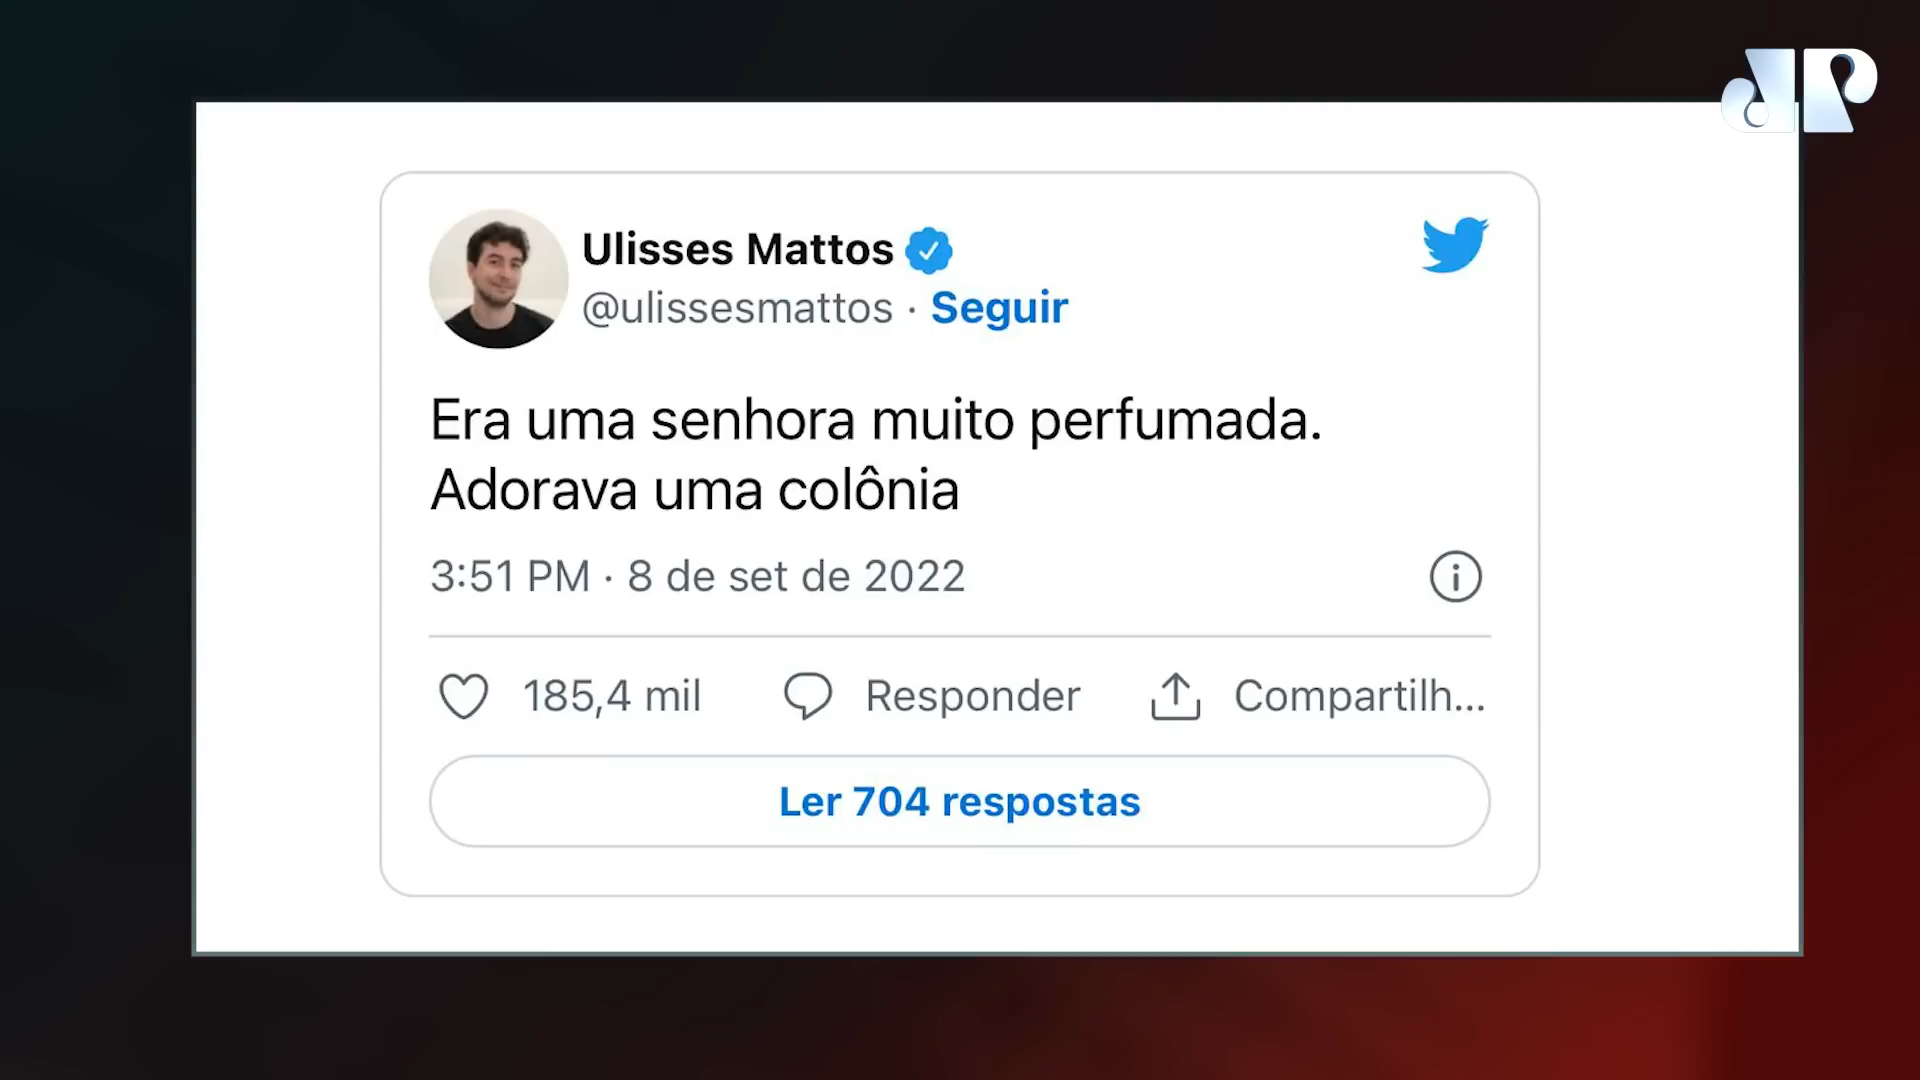 JP
Ulisses Mattos
@ulissesmattos · Seguir
Era uma senhora muito perfumada.
Adorava uma colônia
3:51 PM · 8 de set de 2022
185,4 mil Responder Compartilh...
Ler 704 respostas